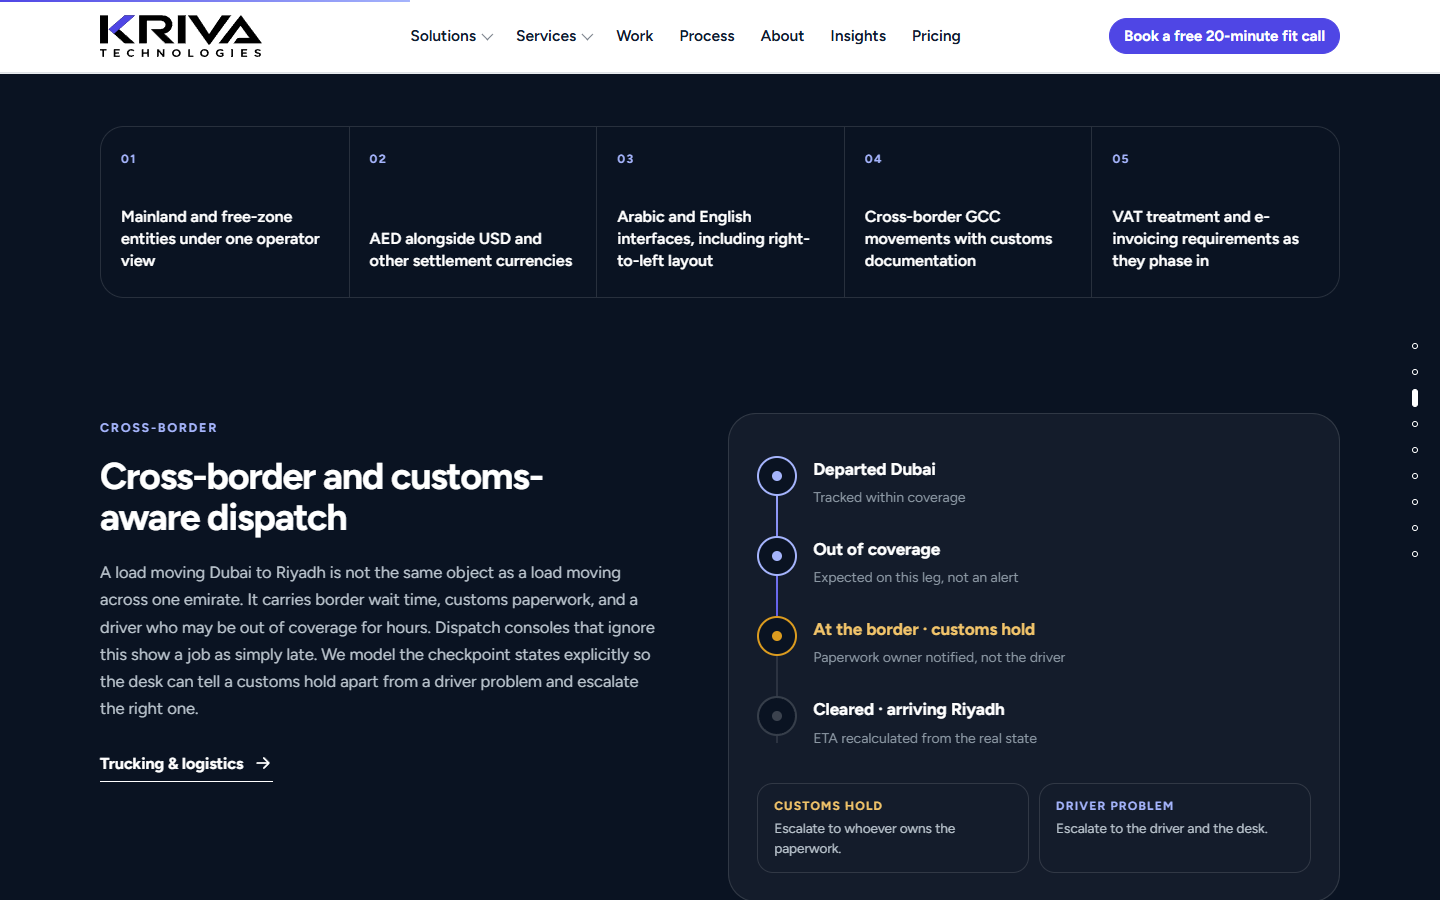 KRIVA
TECHNOLOGIES
Solutions
Services
Work
Process
About
Insights
Pricing
Book a free 20-minute fit call
01
Mainland and free-zone
entities under one operator
view
02
AED alongside USD and
other settlement currencies
03
Arabic and English
interfaces, including right-
to-left layout
04
Cross-border GCC
movements with customs
documentation
05
VAT treatment and e-
invoicing requirements as
they phase in
CROSS-BORDER
Cross-border and customs-
aware dispatch
A load moving Dubai to Riyadh is not the same object as a load moving
across one emirate. It carries border wait time, customs paperwork, and a
driver who may be out of coverage for hours. Dispatch consoles that ignore
this show a job as simply late. We model the checkpoint states explicitly so
the desk can tell a customs hold apart from a driver problem and escalate
the right one.
Trucking & logistics
Departed Dubai
Tracked within coverage
Out of coverage
Expected on this leg, not an alert
At the border · customs hold
Paperwork owner notified, not the driver
Cleared · arriving Riyadh
ETA recalculated from the real state
CUSTOMS HOLD
Escalate to whoever owns the
paperwork.
DRIVER PROBLEM
Escalate to the driver and the desk.